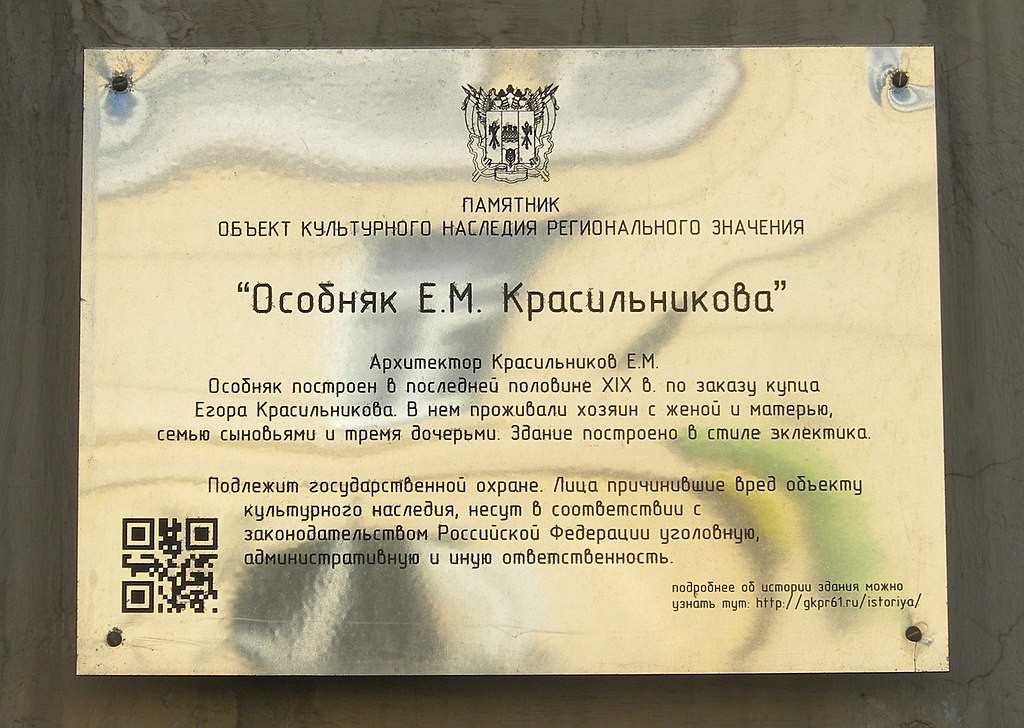 ПАМЯТНИК
ОБЪЕКТ КУЛЬТУРНОГО НАСЛЕДИЯ РЕГИОНАЛЬНОГО ЗНАЧЕНИЯ
“Особняк Е.М. Красильникова”
Архитектор Красильников Е.М.
Особняк построен в последней половине XIX в. по заказу купца
Егора Красильникова. В нем проживали хозяин с женой и матерью,
семью сыновьями и тремя дочерьми. Здание построено в стиле эклектика.
Подлежит государственной охране. Лица причинившие вред объекту
культурного наследия, несут в соответствии с
законодательством Российской Федерации уголовную,
административную и иную ответственность.
подробнее об истории здания можно
узнать тут: http://gkpr61.ru/istoriya/